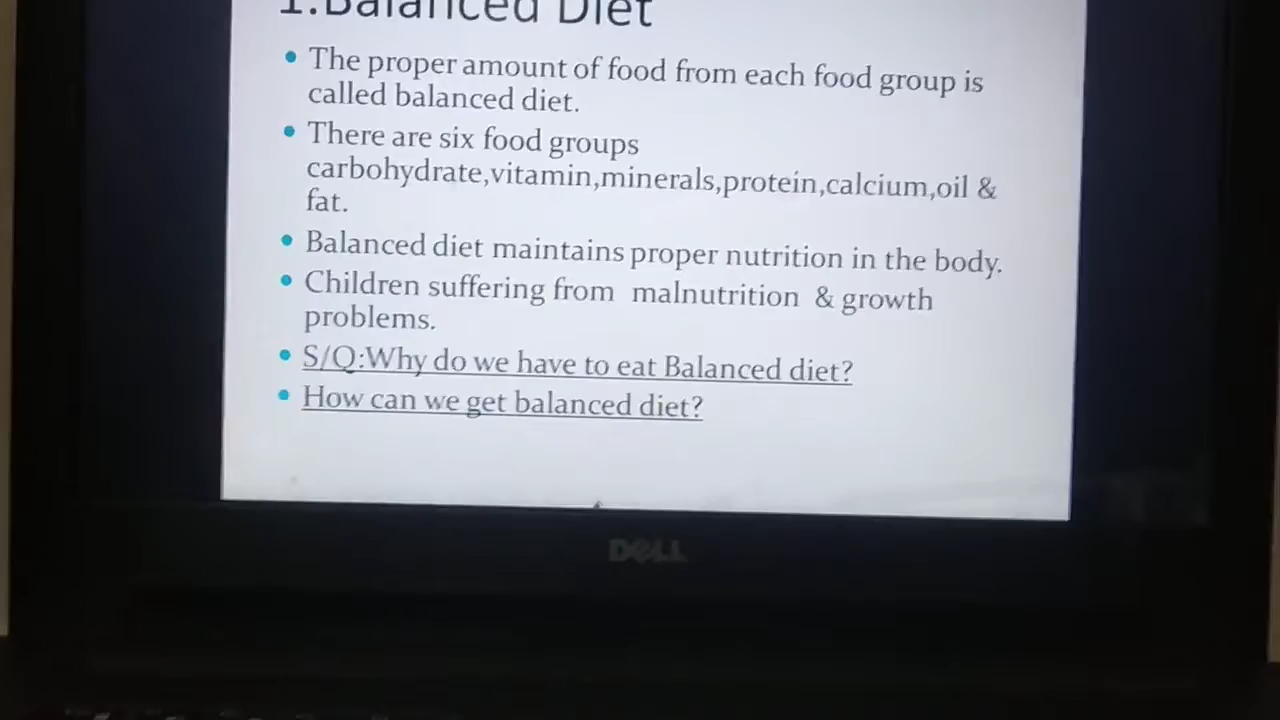 1.Balanced Diet
• The proper amount of food from each food group is
called balanced diet.
• There are six food groups
carbohydrate,vitamin,minerals,protein,calcium,oil &
fat.
• Balanced diet maintains proper nutrition in the body.
• Children suffering from malnutrition & growth
problems.
• S/Q:Why do we have to eat Balanced diet?
• How can we get balanced diet?
DELL